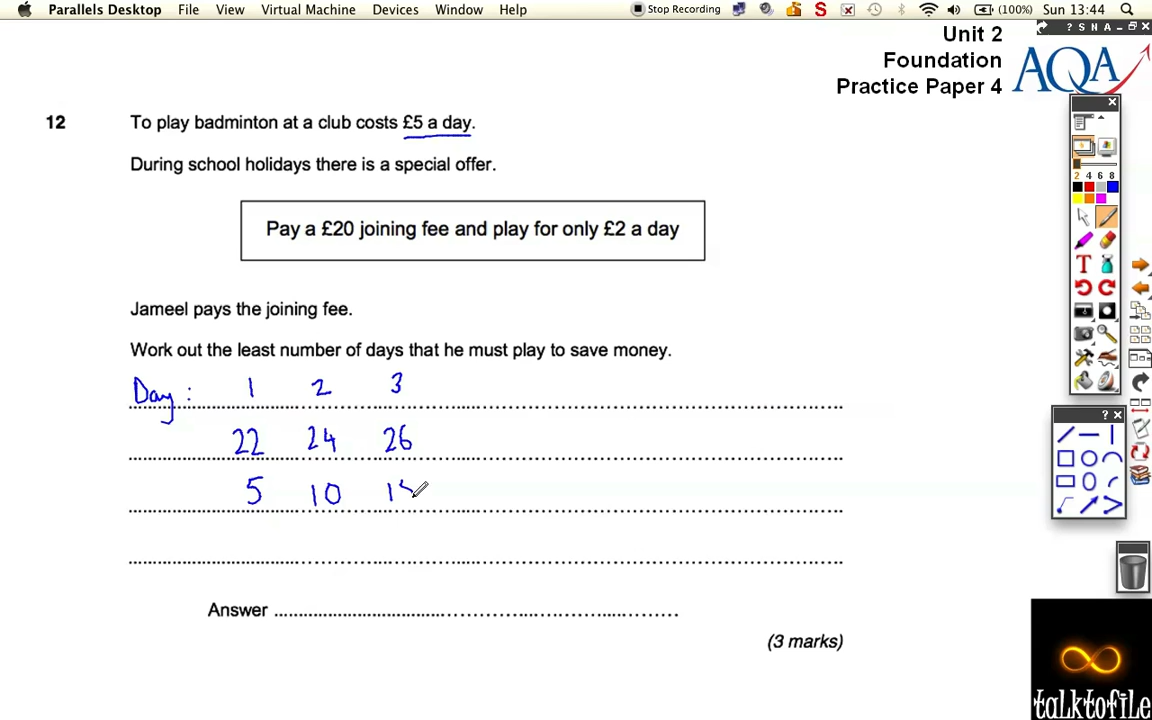 Parallels Desktop File View Virtual Machine Devices Window Help Stop Recording (100%) Sun 13:44
? S N A
Unit 2
Foundation
Practice Paper 4
AQA
12 To play badminton at a club costs £5 a day.
During school holidays there is a special offer.
Pay a £20 joining fee and play for only £2 a day
Jameel pays the joining fee.
Work out the least number of days that he must play to save money.
Day: 1 2 3
22 24 26
5 10 15
Answer
(3 marks)
2 4 6 8
T
?
talktofile